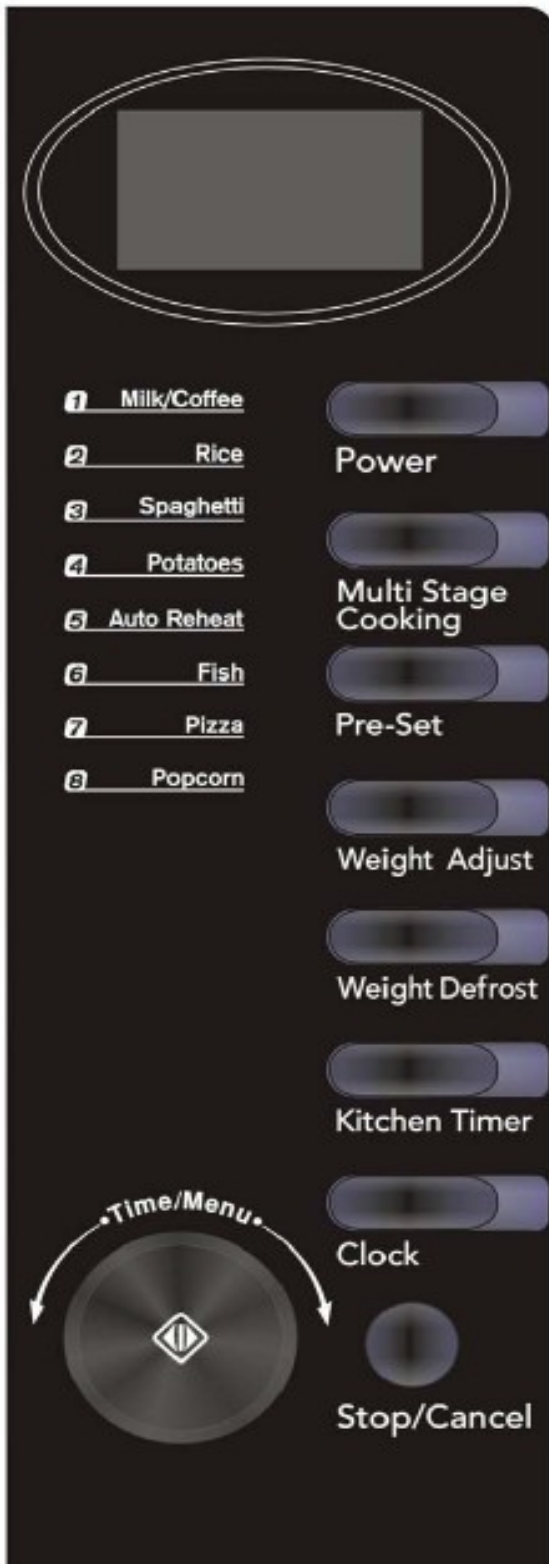 1 Milk/Coffee
2 Rice
3 Spaghetti
4 Potatoes
5 Auto Reheat
6 Fish
7 Pizza
8 Popcorn
Power
Multi Stage
Cooking
Pre-Set
Weight Adjust
Weight Defrost
Kitchen Timer
Clock
•Time/Menu•
Stop/Cancel